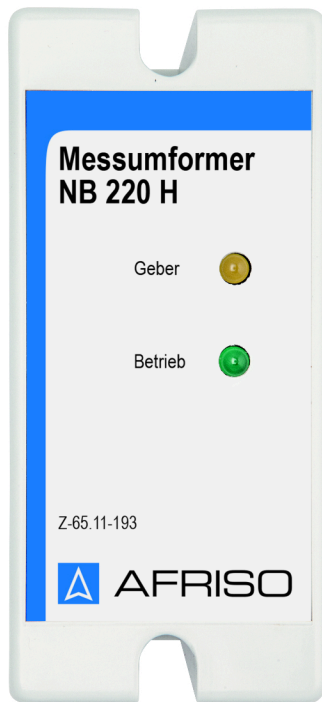 Messumformer
NB 220 H
Geber
Betrieb
Z-65.11-193
AFRISO